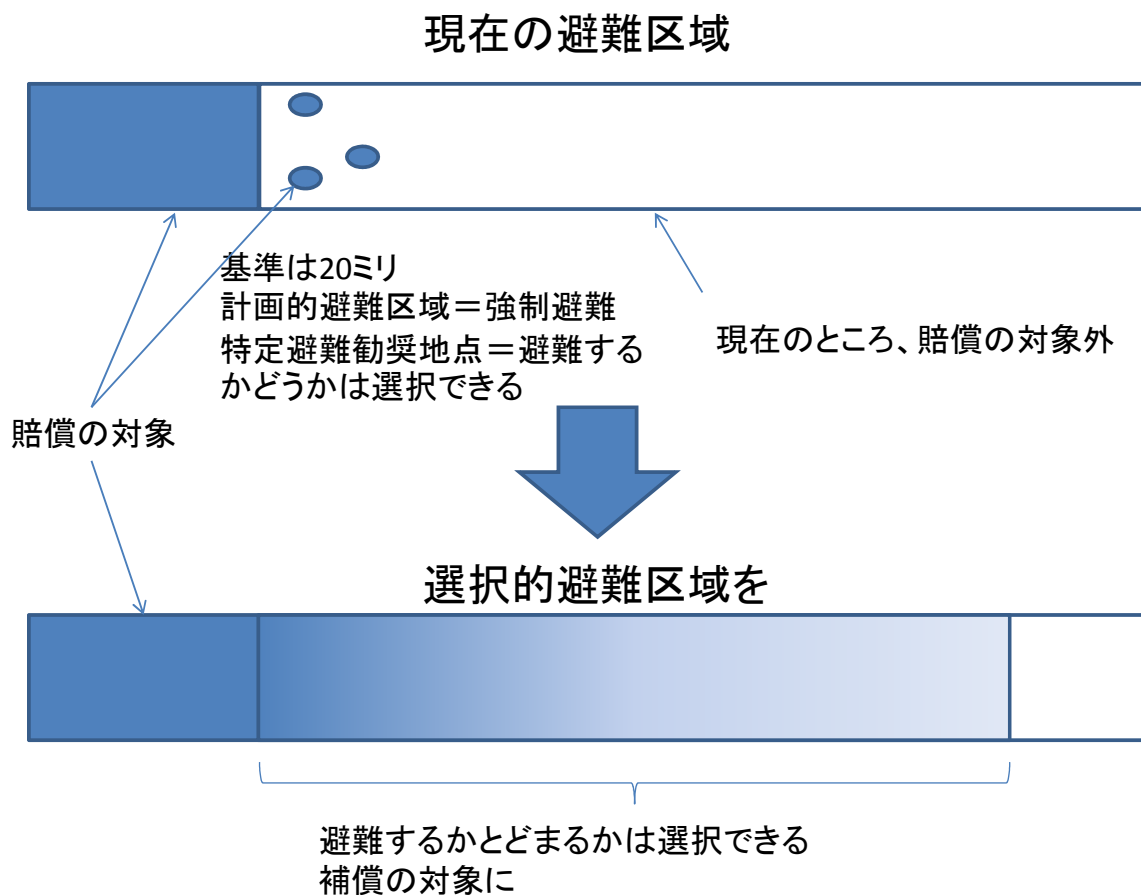 現在の避難区域
基準は20ミリ
計画的避難区域＝強制避難
特定避難勧奨地点＝避難する
かどうかは選択できる
現在のところ、賠償の対象外
賠償の対象
選択的避難区域を
避難するかとどまるかは選択できる
補償の対象に